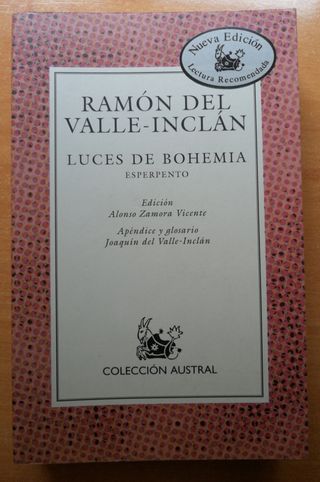 Nueva Edición
Lectura Recomendada
RAMÓN DEL
VALLE-INCLÁN
LUCES DE BOHEMIA
ESPERPENTO
Edición
Alonso Zamora Vicente
Apéndice y glosario
Joaquín del Valle-Inclán
COLECCIÓN AUSTRAL